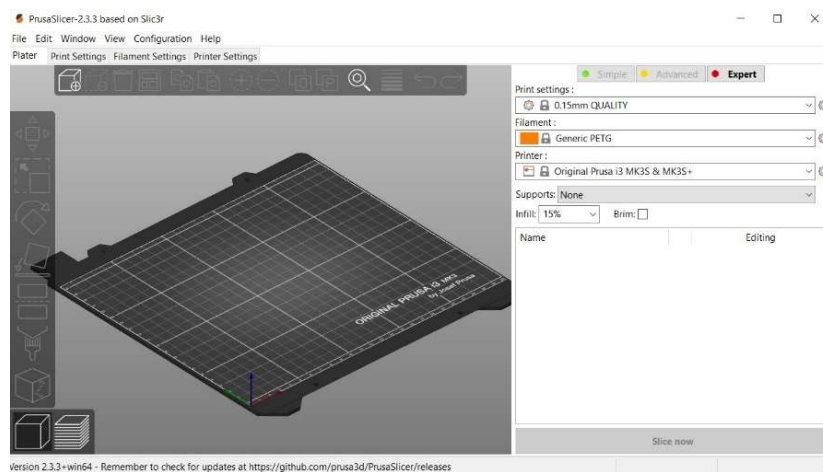 PrusaSlicer-2.3.3 based on Slic3r
File Edit Window View Configuration Help
Plater Print Settings Filament Settings Printer Settings
Simple Advanced Expert
Print settings :
0.15mm QUALITY
Filament :
Generic PETG
Printer :
Original Prusa i3 MK3S & MK3S+
Supports: None
Infill: 15% Brim:
Name Editing
ORIGINAL PRUSA i3 MK3
by Josef Prusa
Slice now
Version 2.3.3+win64 - Remember to check for updates at https://github.com/prusa3d/PrusaSlicer/releases